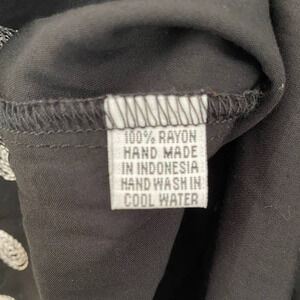 100% RAYON
HAND MADE
IN INDONESIA
HAND WASH IN
COOL WATER